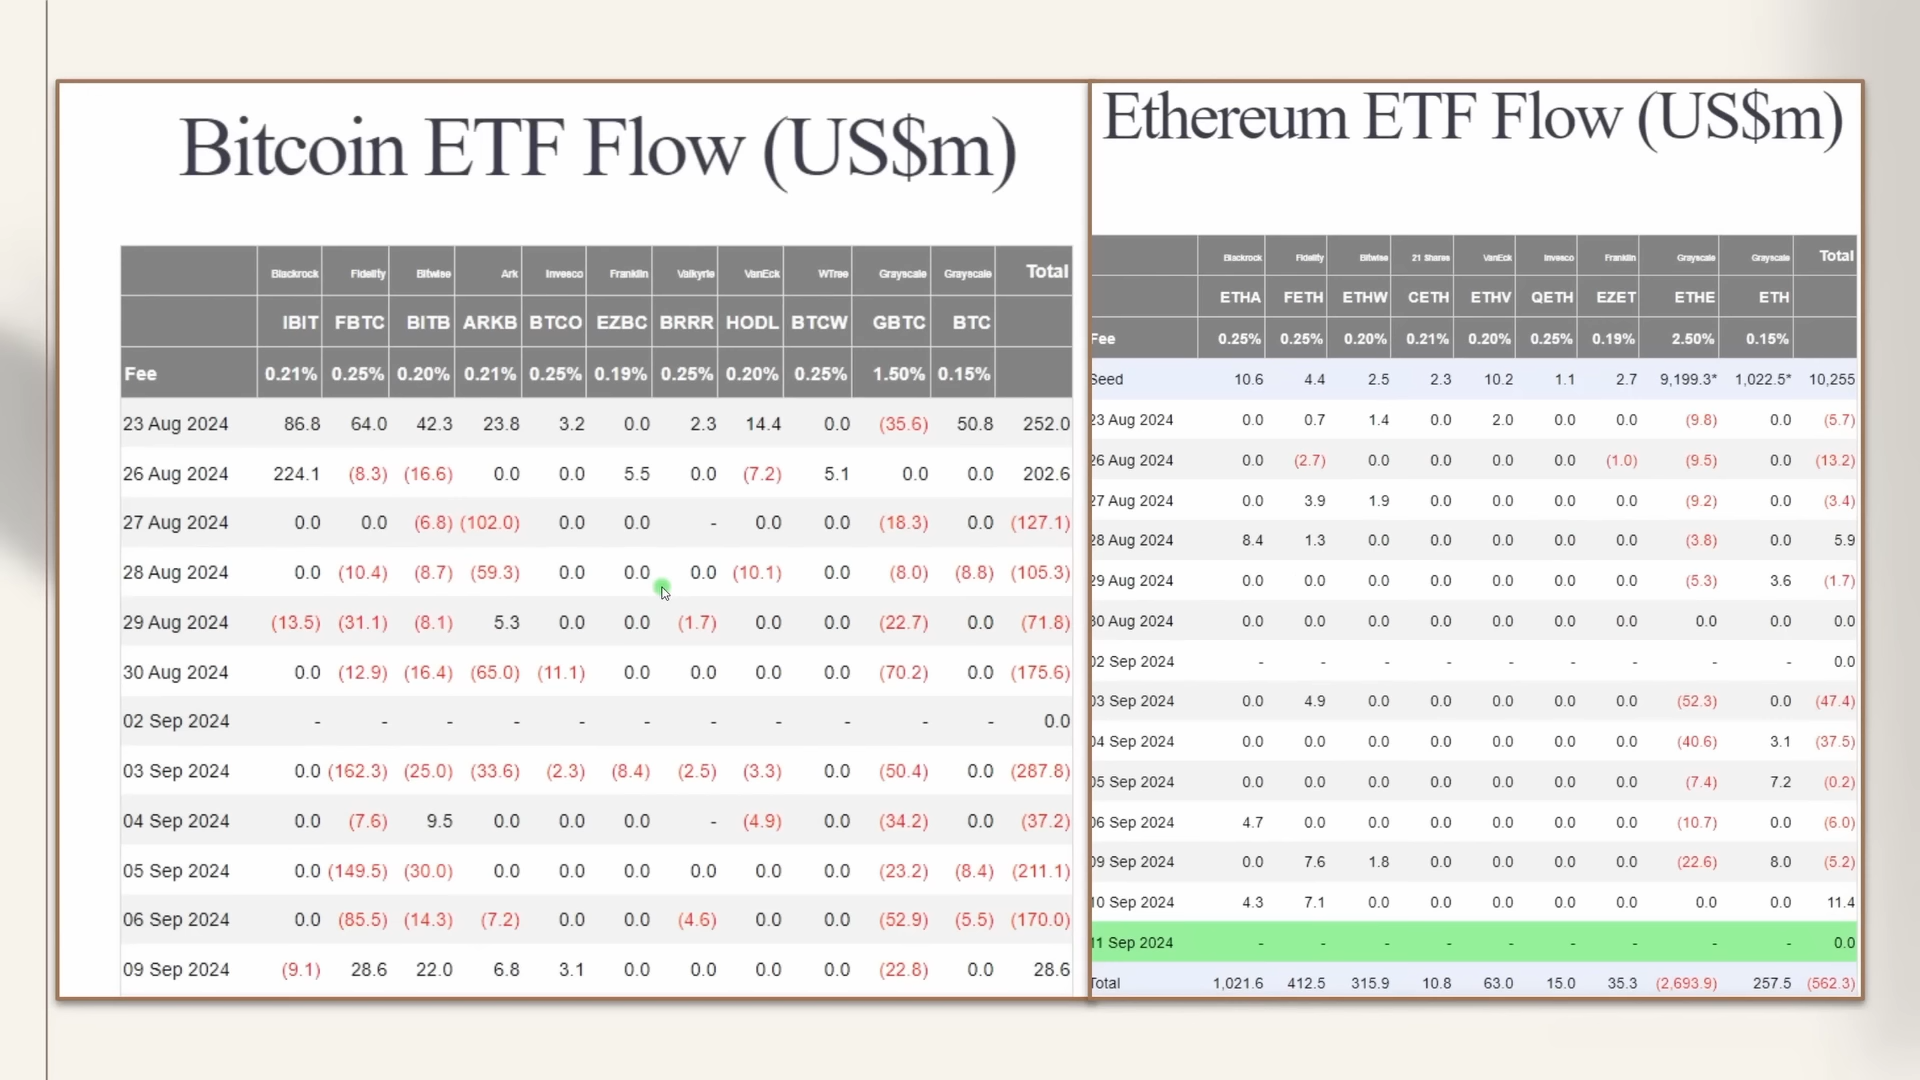 Bitcoin ETF Flow (US$m)
Blackrock Fidelity Bitwise Ark Invesco Franklin Valkyrie VanEck WTree Grayscale Grayscale Total
IBIT FBTC BITB ARKB BTCO EZBC BRRR HODL BTCW GBTC BTC
Fee 0.21% 0.25% 0.20% 0.21% 0.25% 0.19% 0.25% 0.20% 0.25% 1.50% 0.15%
23 Aug 2024 86.8 64.0 42.3 23.8 3.2 0.0 2.3 14.4 0.0 (35.6) 50.8 252.0
26 Aug 2024 224.1 (8.3) (16.6) 0.0 0.0 5.5 0.0 (7.2) 5.1 0.0 0.0 202.6
27 Aug 2024 0.0 0.0 (6.8) (102.0) 0.0 0.0 - 0.0 0.0 (18.3) 0.0 (127.1)
28 Aug 2024 0.0 (10.4) (8.7) (59.3) 0.0 0.0 0.0 (10.1) 0.0 (8.0) (8.8) (105.3)
29 Aug 2024 (13.5) (31.1) (8.1) 5.3 0.0 0.0 (1.7) 0.0 0.0 (22.7) 0.0 (71.8)
30 Aug 2024 0.0 (12.9) (16.4) (65.0) (11.1) 0.0 0.0 0.0 0.0 (70.2) 0.0 (175.6)
02 Sep 2024 - - - - - - - - - - - 0.0
03 Sep 2024 0.0 (162.3) (25.0) (33.6) (2.3) (8.4) (2.5) (3.3) 0.0 (50.4) 0.0 (287.8)
04 Sep 2024 0.0 (7.6) 9.5 0.0 0.0 0.0 - (4.9) 0.0 (34.2) 0.0 (37.2)
05 Sep 2024 0.0 (149.5) (30.0) 0.0 0.0 0.0 0.0 0.0 0.0 (23.2) (8.4) (211.1)
06 Sep 2024 0.0 (85.5) (14.3) (7.2) 0.0 0.0 (4.6) 0.0 0.0 (52.9) (5.5) (170.0)
09 Sep 2024 (9.1) 28.6 22.0 6.8 3.1 0.0 0.0 0.0 0.0 (22.8) 0.0 28.6
Ethereum ETF Flow (US$m)
Blackrock Fidelity Bitwise 21 Shares VanEck Invesco Franklin Grayscale Grayscale Total
ETHA FETH ETHW CETH ETHV QETH EZET ETHE ETH
Fee 0.25% 0.25% 0.20% 0.21% 0.20% 0.25% 0.19% 2.50% 0.15%
Seed 10.6 4.4 2.5 2.3 10.2 1.1 2.7 9,199.3* 1,022.5* 10,255
23 Aug 2024 0.0 0.7 1.4 0.0 2.0 0.0 0.0 (9.8) 0.0 (5.7)
26 Aug 2024 0.0 (2.7) 0.0 0.0 0.0 0.0 (1.0) (9.5) 0.0 (13.2)
27 Aug 2024 0.0 3.9 1.9 0.0 0.0 0.0 0.0 (9.2) 0.0 (3.4)
28 Aug 2024 8.4 1.3 0.0 0.0 0.0 0.0 0.0 (3.8) 0.0 5.9
29 Aug 2024 0.0 0.0 0.0 0.0 0.0 0.0 0.0 (5.3) 3.6 (1.7)
30 Aug 2024 0.0 0.0 0.0 0.0 0.0 0.0 0.0 0.0 0.0 0.0
02 Sep 2024 - - - - - - - - - 0.0
03 Sep 2024 0.0 4.9 0.0 0.0 0.0 0.0 0.0 (52.3) 0.0 (47.4)
04 Sep 2024 0.0 0.0 0.0 0.0 0.0 0.0 0.0 (40.6) 3.1 (37.5)
05 Sep 2024 0.0 0.0 0.0 0.0 0.0 0.0 0.0 (7.4) 7.2 (0.2)
06 Sep 2024 4.7 0.0 0.0 0.0 0.0 0.0 0.0 (10.7) 0.0 (6.0)
09 Sep 2024 0.0 7.6 1.8 0.0 0.0 0.0 0.0 (22.6) 8.0 (5.2)
10 Sep 2024 4.3 7.1 0.0 0.0 0.0 0.0 0.0 0.0 0.0 11.4
11 Sep 2024 - - - - - - - - - 0.0
Total 1,021.6 412.5 315.9 10.8 63.0 15.0 35.3 (2,693.9) 257.5 (562.3)